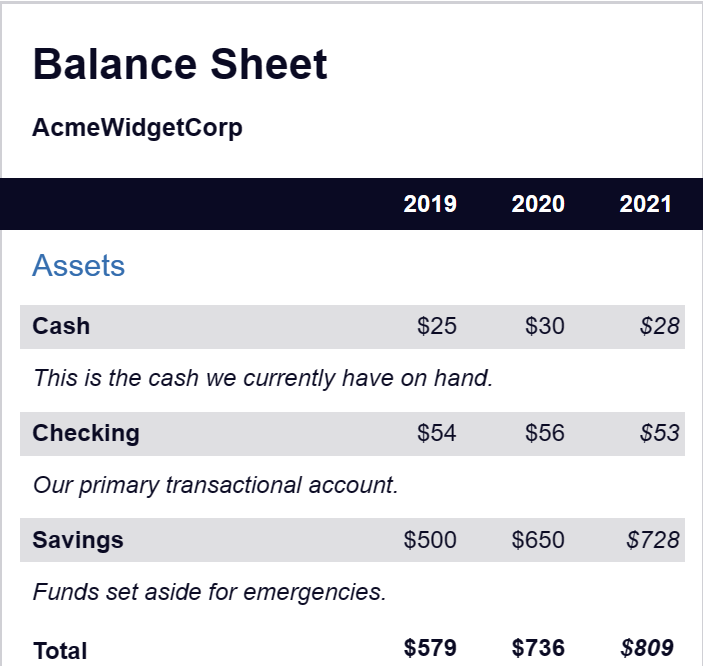 Balance Sheet
AcmeWidgetCorp
2019 2020 2021
Assets
Cash $25 $30 $28
This is the cash we currently have on hand.
Checking $54 $56 $53
Our primary transactional account.
Savings $500 $650 $728
Funds set aside for emergencies.
Total $579 $736 $809